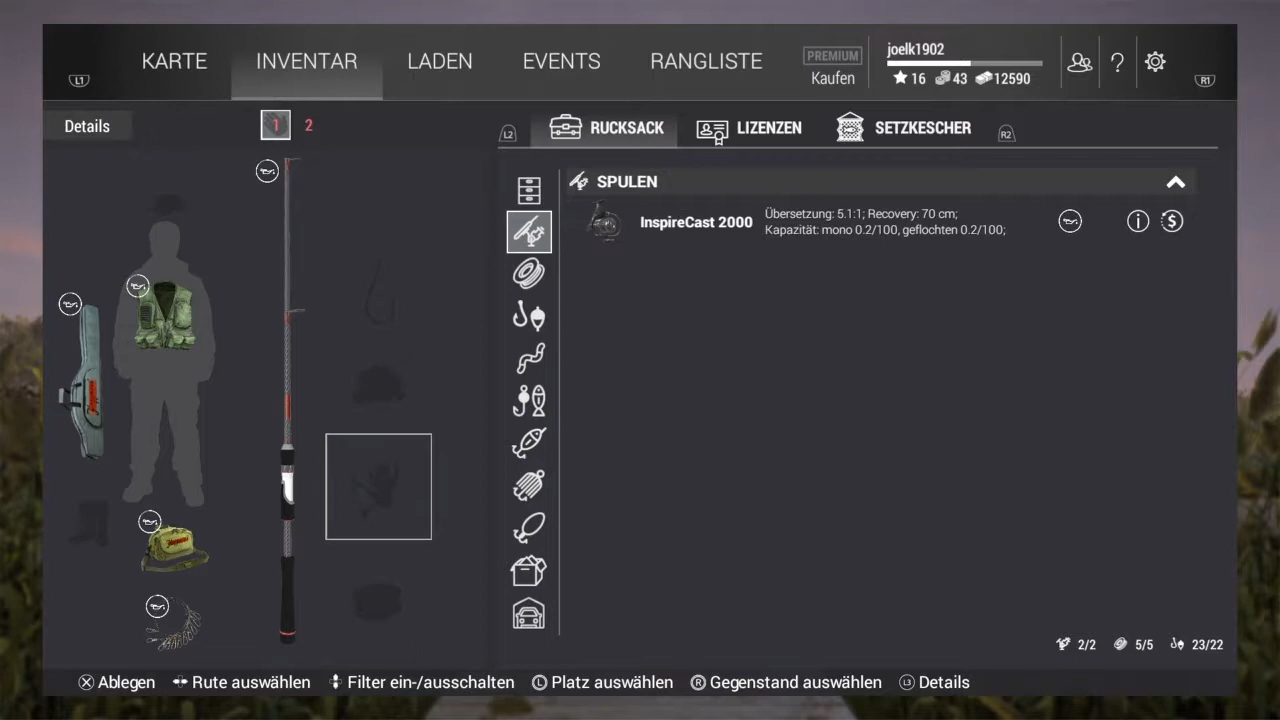 KARTE INVENTAR LADEN EVENTS RANGLISTE
PREMIUM
Kaufen
joelk1902
16 43 12590
L1
R1
Details
1 2
L2 RUCKSACK LIZENZEN SETZKESCHER R2
SPULEN
InspireCast 2000
Übersetzung: 5.1:1; Recovery: 70 cm;
Kapazität: mono 0.2/100, geflochten 0.2/100;
2/2 5/5 23/22
Ablegen Rute auswählen Filter ein-/ausschalten L Platz auswählen R Gegenstand auswählen L3 Details